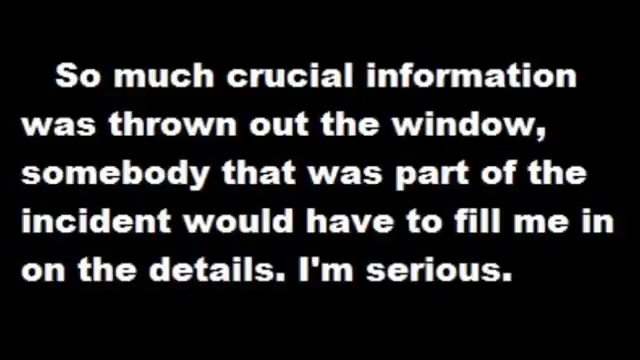 So much crucial information
was thrown out the window,
somebody that was part of the
incident would have to fill me in
on the details. I'm serious.